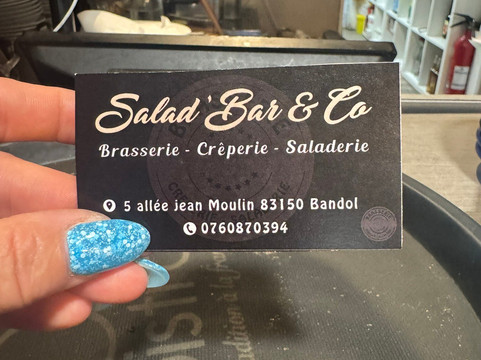 Salad'Bar & Co
Brasserie - Crêperie - Saladerie
5 allée jean Moulin 83150 Bandol
0760870394